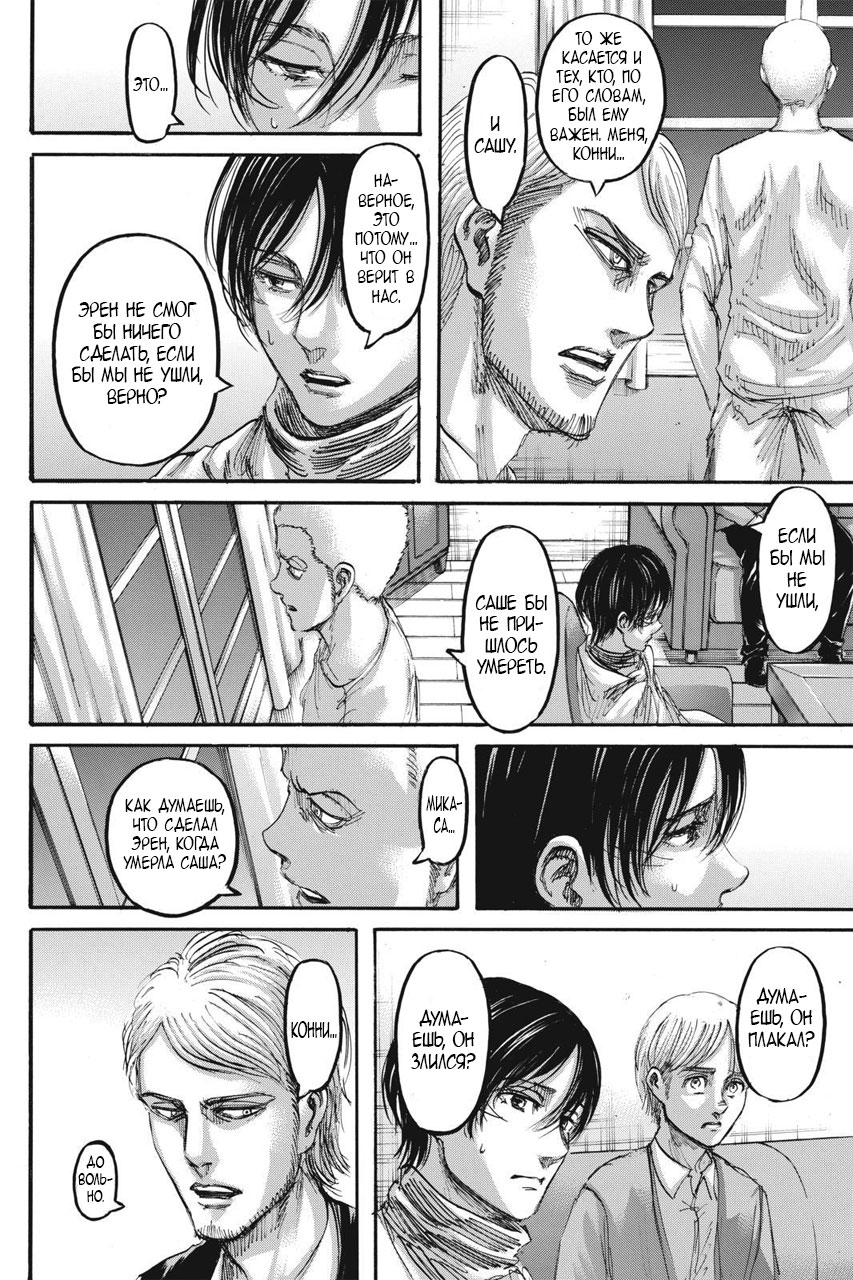 ТО ЖЕ
КАСАЕТСЯ И
ТЕХ, КТО, ПО
ЕГО СЛОВАМ,
БЫЛ ЕМУ
ВАЖЕН. МЕНЯ,
КОННИ...
И
САШУ.
ЭТО...
НА-
ВЕРНОЕ,
ЭТО
ПОТОМУ...
ЧТО ОН
ВЕРИТ В
НАС.
ЭРЕН НЕ СМОГ
БЫ НИЧЕГО
СДЕЛАТЬ, ЕСЛИ
БЫ МЫ НЕ УШЛИ,
ВЕРНО?
ЕСЛИ
БЫ МЫ
НЕ
УШЛИ,
САШЕ БЫ
НЕ ПРИ-
ШЛОСЬ
УМЕРЕТЬ.
МИКА-
СА...
КАК ДУМАЕШЬ,
ЧТО СДЕЛАЛ
ЭРЕН, КОГДА
УМЕРЛА САША?
ДУМА-
ЕШЬ, ОН
ПЛАКАЛ?
ДУМА-
ЕШЬ, ОН
ЗЛИЛСЯ?
КОННИ...
ДО
ВОЛЬ-
НО.